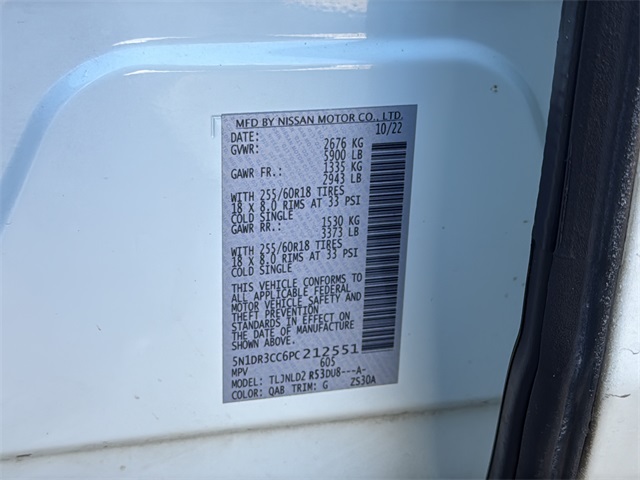 MFD BY NISSAN MOTOR CO., LTD.
DATE: 10/22
GVWR: 2676 KG
5900 LB
GAWR FR.: 1335 KG
2943 LB
WITH 255/60R18 TIRES
18 X 8.0 RIMS AT 33 PSI
COLD SINGLE
GAWR RR.: 1530 KG
3373 LB
WITH 255/60R18 TIRES
18 X 8.0 RIMS AT 33 PSI
COLD SINGLE
THIS VEHICLE CONFORMS TO
ALL APPLICABLE FEDERAL
MOTOR VEHICLE SAFETY AND
THEFT PREVENTION
STANDARDS IN EFFECT ON
THE DATE OF MANUFACTURE
SHOWN ABOVE
5N1DR3CC6PC212551
MPV 605
MODEL: TLJNLD2 R53DU8---A-
COLOR: QAB TRIM: G ZS30A